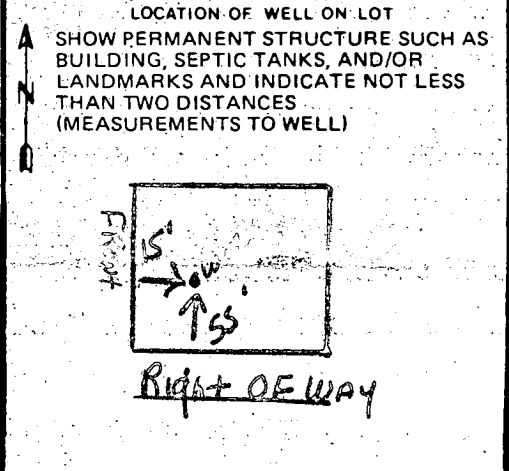 LOCATION OF WELL ON LOT
SHOW PERMANENT STRUCTURE SUCH AS
BUILDING, SEPTIC TANKS, AND/OR
LANDMARKS AND INDICATE NOT LESS
THAN TWO DISTANCES
(MEASUREMENTS TO WELL)
N
FRONT
15'
W
55'
Right OF WAY